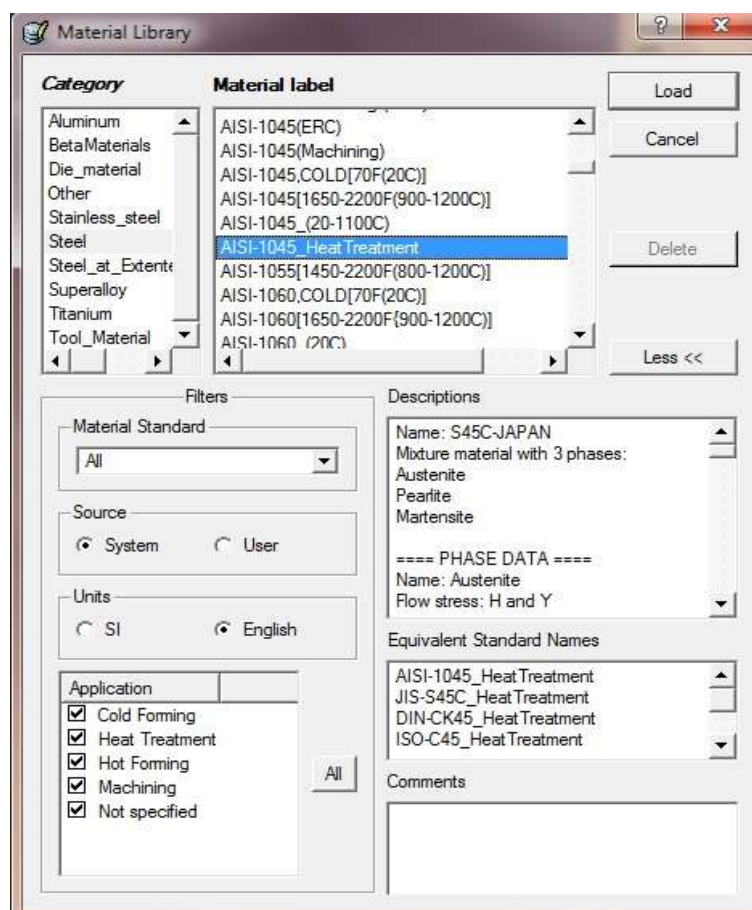 Material Library
Category
Material label
Load
Cancel
Delete
Less <<
Aluminum
BetaMaterials
Die_material
Other
Stainless_steel
Steel
Steel_at_Extente
Superalloy
Titanium
Tool_Material
AISI-1045(ERC)
AISI-1045(Machining)
AISI-1045,COLD[70F(20C)]
AISI-1045[1650-2200F(900-1200C)]
AISI-1045_(20-1100C)
AISI-1045_HeatTreatment
AISI-1055[1450-2200F(800-1200C)]
AISI-1060,COLD[70F(20C)]
AISI-1060[1650-2200F{900-1200C)]
AISI-1060_(20C)
Filters
Material Standard
All
Source
System
User
Units
SI
English
Application
Cold Forming
Heat Treatment
Hot Forming
Machining
Not specified
All
Descriptions
Name: S45C-JAPAN
Mixture material with 3 phases:
Austenite
Pearlite
Martensite
==== PHASE DATA ====
Name: Austenite
Flow stress: H and Y
Equivalent Standard Names
AISI-1045_HeatTreatment
JIS-S45C_HeatTreatment
DIN-CK45_HeatTreatment
ISO-C45_HeatTreatment
Comments